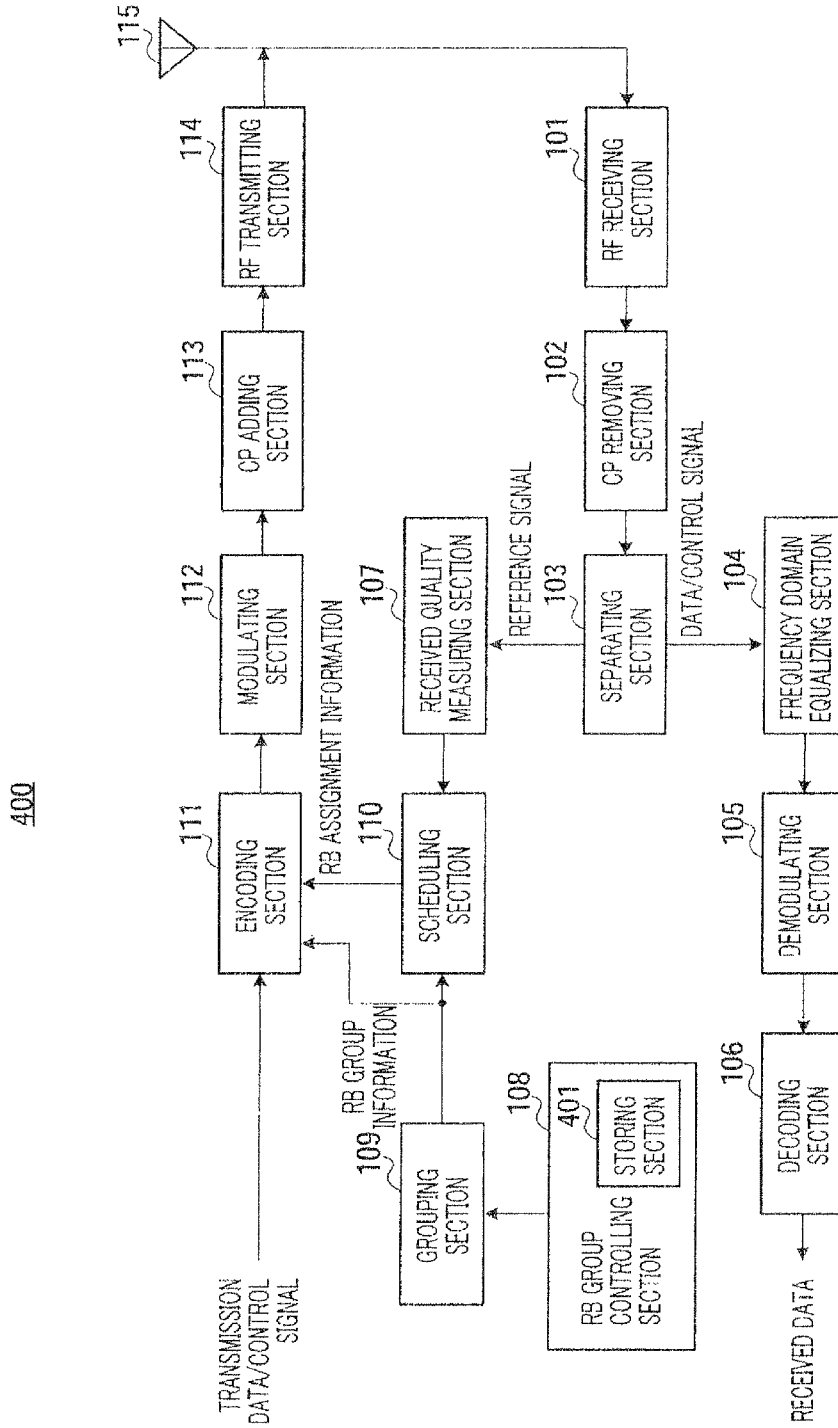 400
TRANSMISSION
DATA/CONTROL
SIGNAL
111
ENCODING
SECTION
112
MODULATING
SECTION
113
CP ADDING
SECTION
114
RF TRANSMITTING
SECTION
115
RB GROUP
INFORMATION
RB ASSIGNMENT INFORMATION
109
GROUPING
SECTION
110
SCHEDULING
SECTION
107
RECEIVED QUALITY
MEASURING SECTION
REFERENCE SIGNAL
108
RB GROUP
CONTROLLING
SECTION
401
STORING
SECTION
103
SEPARATING
SECTION
102
CP REMOVING
SECTION
101
RF RECEIVING
SECTION
DATA/CONTROL SIGNAL
RECEIVED DATA
106
DECODING
SECTION
105
DEMODULATING
SECTION
104
FREQUENCY DOMAIN
EQUALIZING SECTION